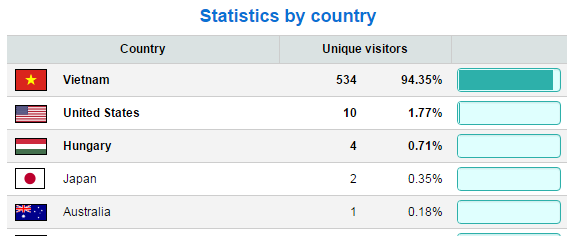 Statistics by country
Country Unique visitors
Vietnam 534 94.35%
United States 10 1.77%
Hungary 4 0.71%
Japan 2 0.35%
Australia 1 0.18%